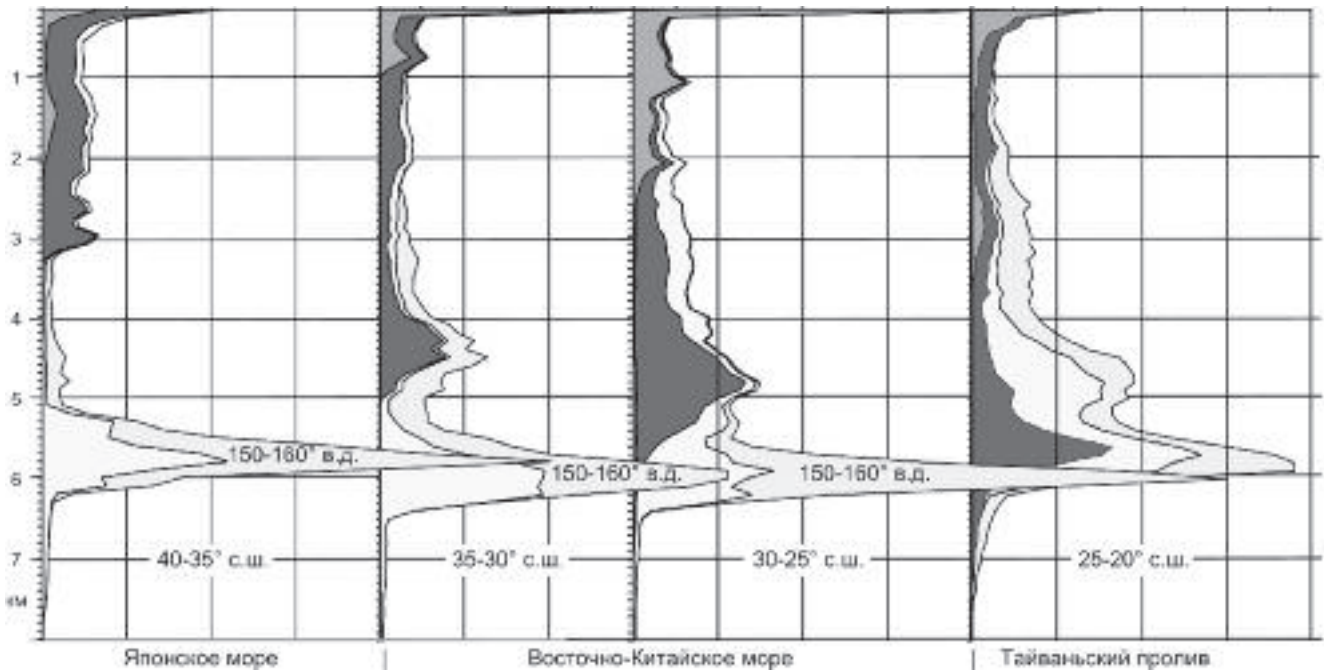 1
2
3
4
5
150-160° в.д.
150-160° в.д.
150-160° в.д.
6
40-35° с.ш.
35-30° с.ш.
30-25° с.ш.
25-20° с.ш.
7
км
Японское море
Восточно-Китайское море
Тайваньский пролив